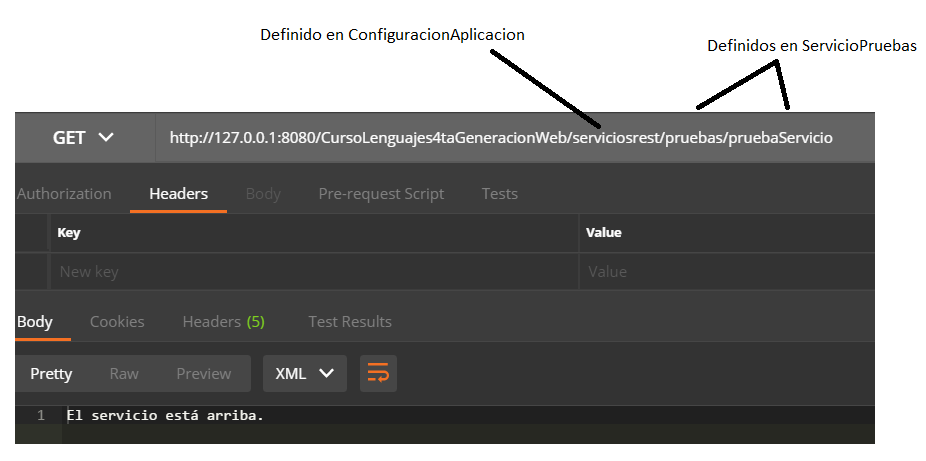 Definido en ConfiguracionAplicacion
Definidos en ServicioPruebas
GET http://127.0.0.1:8080/CursoLenguajes4taGeneracionWeb/serviciosrest/pruebas/pruebaServicio
Authorization Headers Body Pre-request Script Tests
Key Value
New key Value
Body Cookies Headers (5) Test Results
Pretty Raw Preview XML
1 El servicio está arriba.